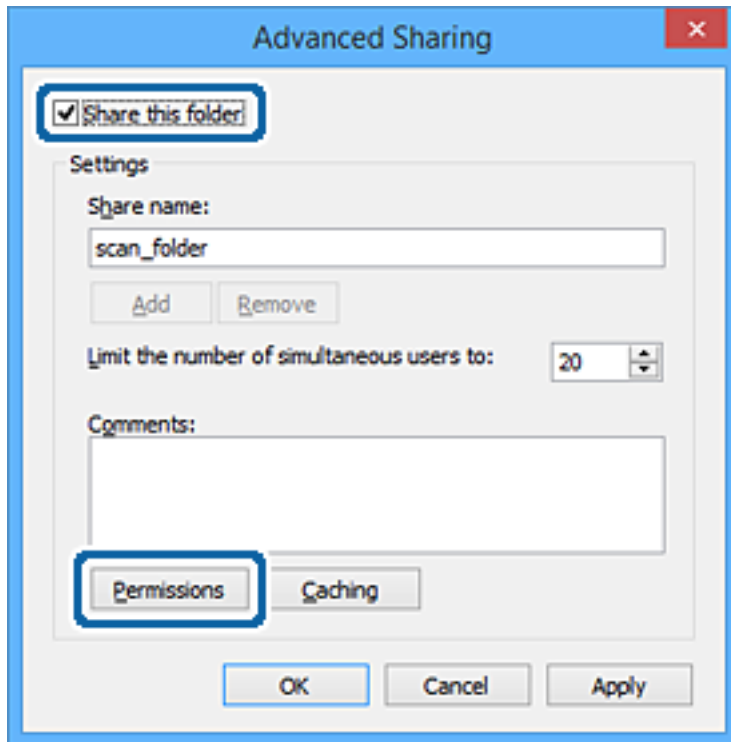 Advanced Sharing
Share this folder
Settings
Share name:
scan_folder
Add Remove
Limit the number of simultaneous users to: 20
Comments:
Permissions Caching
OK Cancel Apply